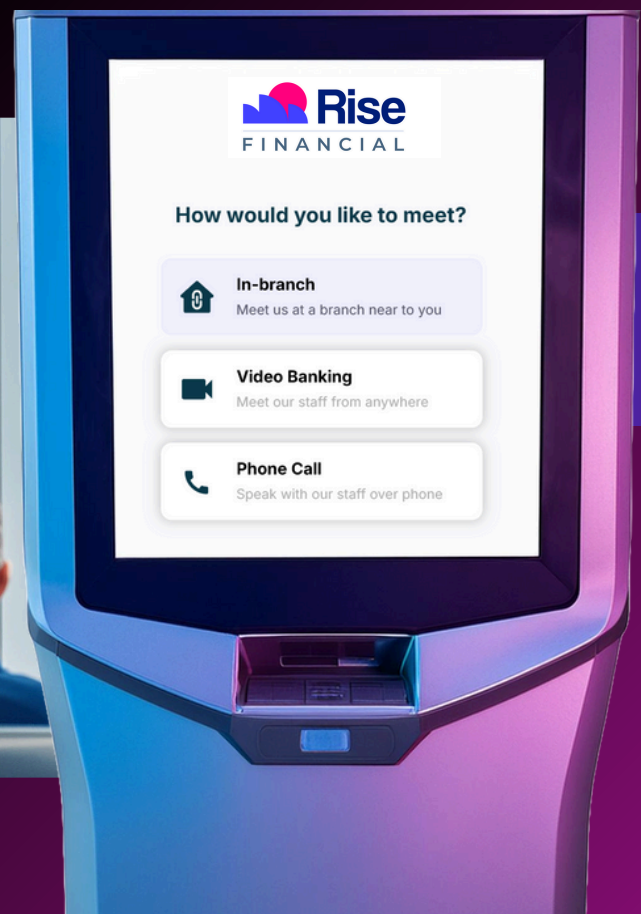 Rise
FINANCIAL
How would you like to meet?
In-branch
Meet us at a branch near to you
Video Banking
Meet our staff from anywhere
Phone Call
Speak with our staff over phone